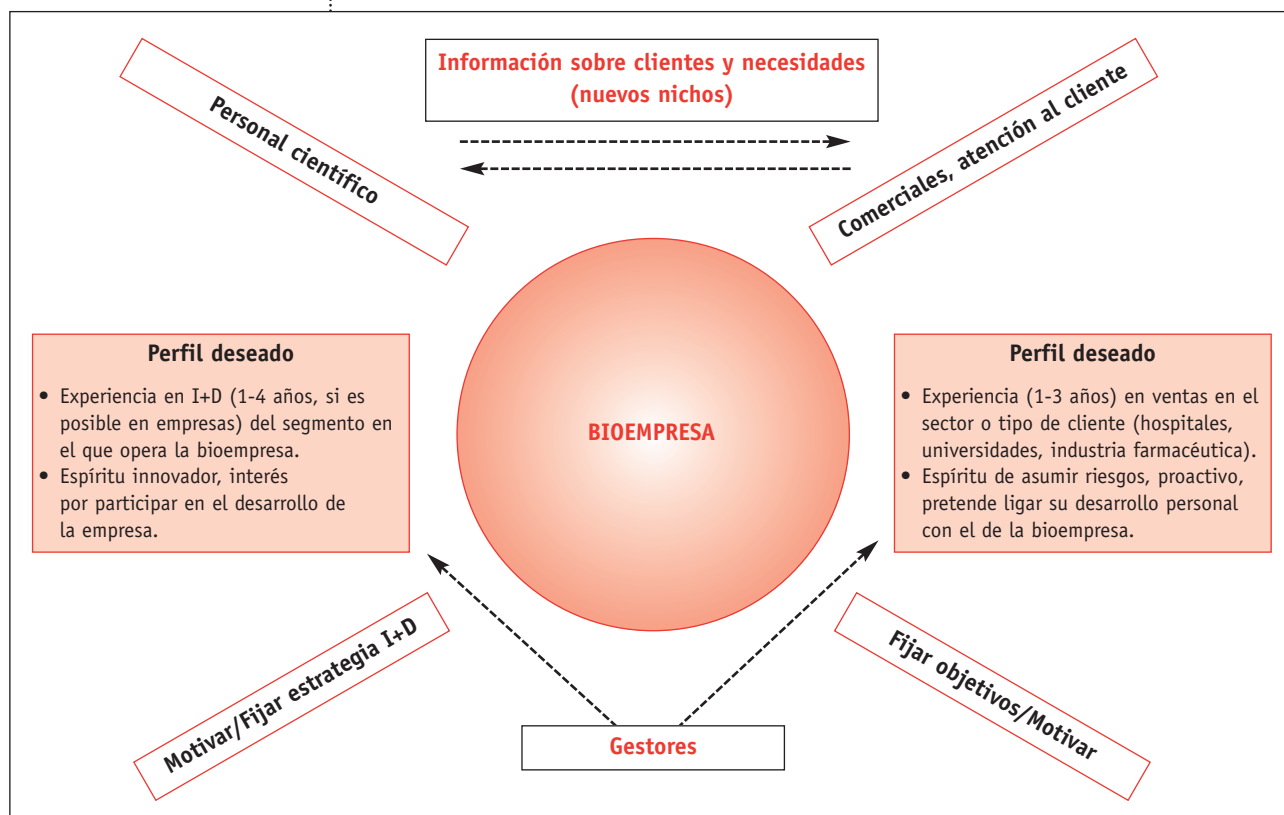 Información sobre clientes y necesidades
(nuevos nichos)
Personal científico
Comerciales, atención al cliente
Perfil deseado
• Experiencia en I+D (1-4 años, si es
posible en empresas) del segmento en
el que opera la bioempresa.
• Espíritu innovador, interés
por participar en el desarrollo de
la empresa.
BIOEMPRESA
Perfil deseado
• Experiencia (1-3 años) en ventas en el
sector o tipo de cliente (hospitales,
universidades, industria farmacéutica).
• Espíritu de asumir riesgos, proactivo,
pretende ligar su desarrollo personal
con el de la bioempresa.
Motivar/Fijar estrategia I+D
Fijar objetivos/Motivar
Gestores